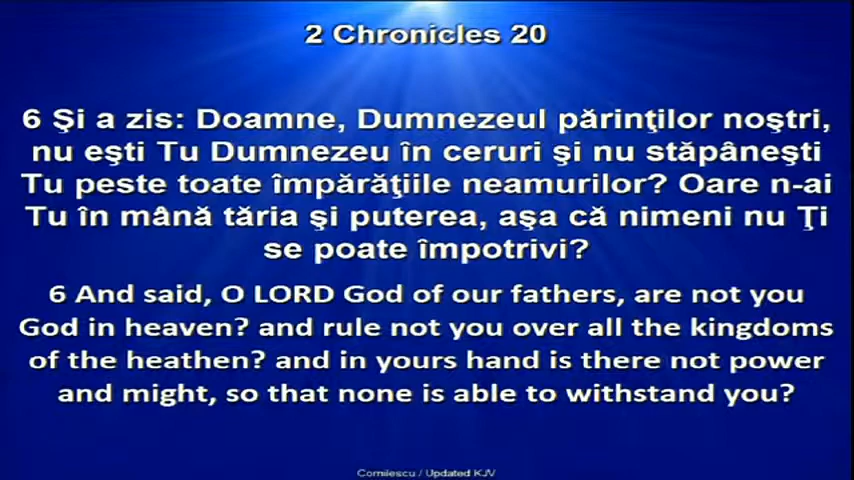 2 Chronicles 20
6 Şi a zis: Doamne, Dumnezeul părinţilor noştri,
nu eşti Tu Dumnezeu în ceruri şi nu stăpâneşti
Tu peste toate împărăţiile neamurilor? Oare n-ai
Tu în mână tăria şi puterea, aşa că nimeni nu Ţi
se poate împotrivi?
6 And said, O LORD God of our fathers, are not you
God in heaven? and rule not you over all the kingdoms
of the heathen? and in yours hand is there not power
and might, so that none is able to withstand you?
Cornilescu / Updated KJV